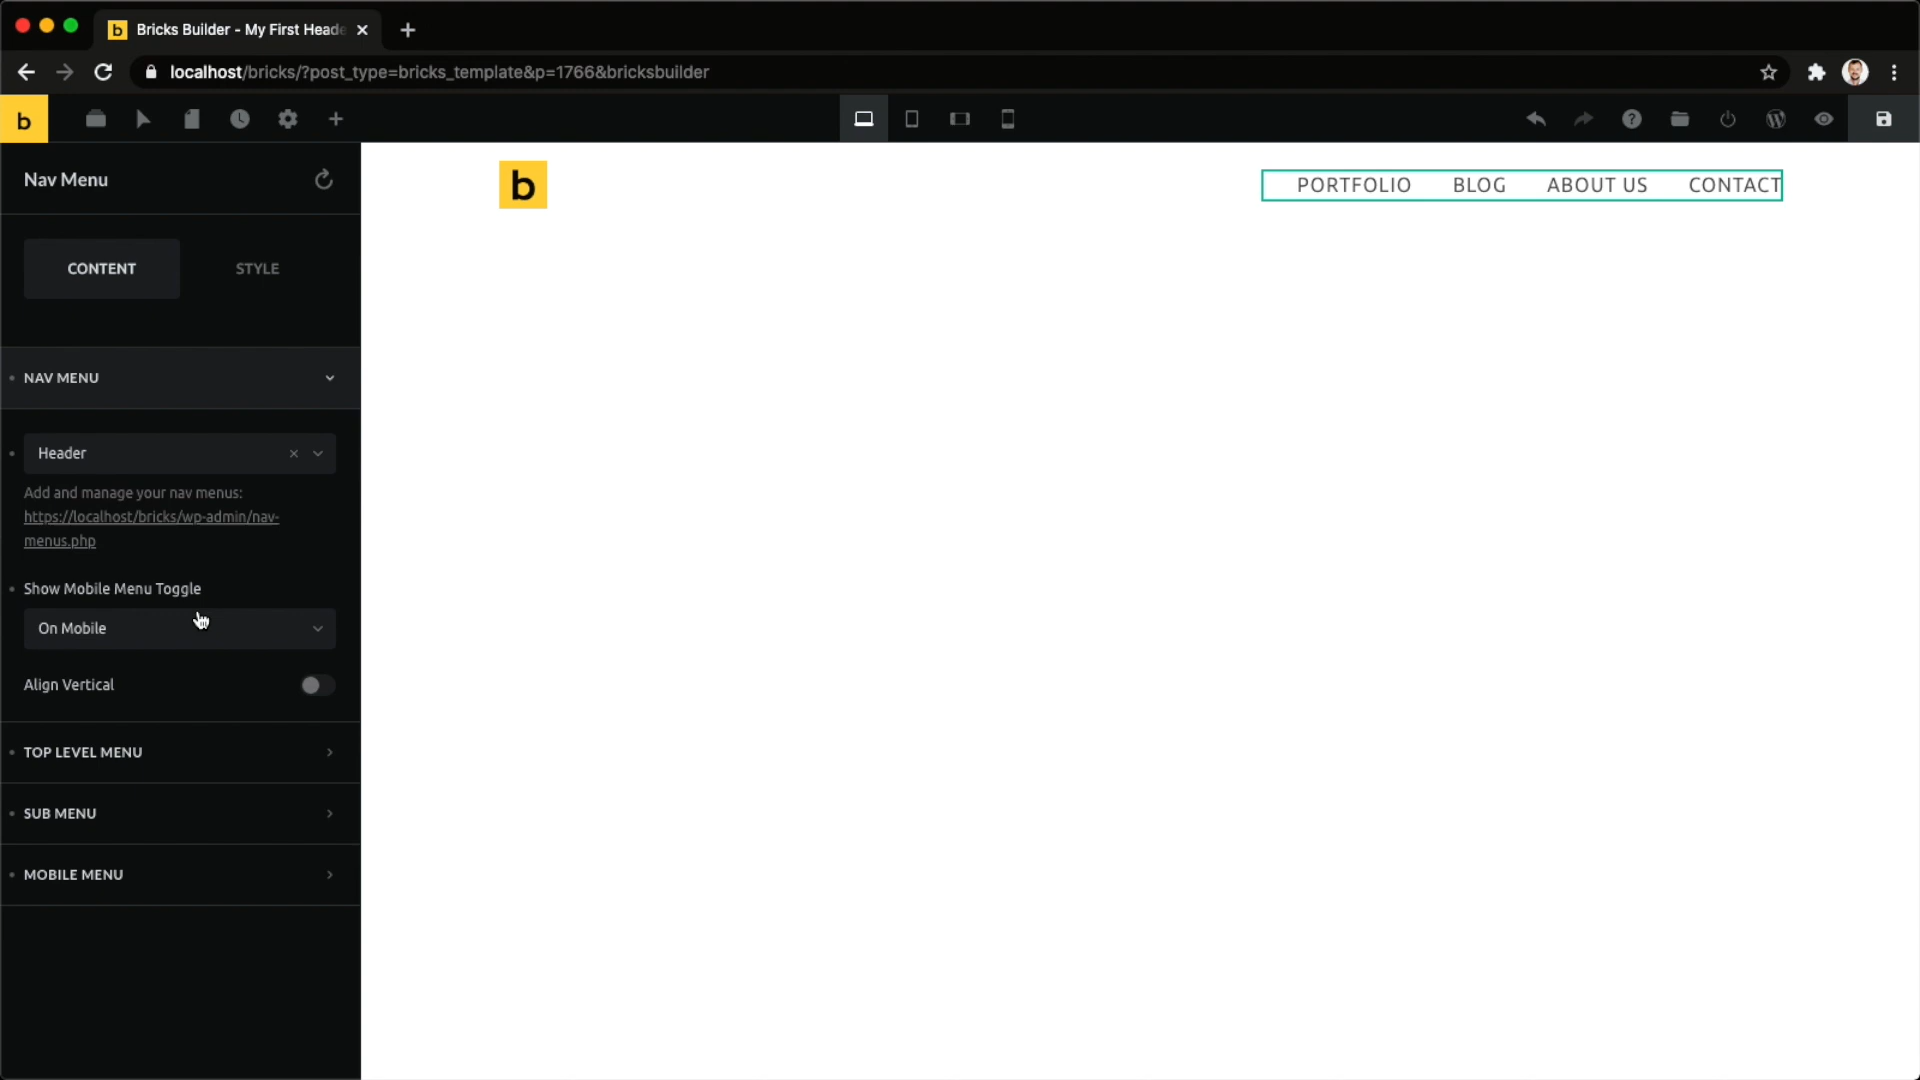 b Bricks Builder - My First Heade
localhost/bricks/?post_type=bricks_template&p=1766&bricksbuilder
b
Nav Menu
CONTENT STYLE
NAV MENU
Header
Add and manage your nav menus:
https://localhost/bricks/wp-admin/nav-
menus.php
Show Mobile Menu Toggle
On Mobile
Align Vertical
TOP LEVEL MENU
SUB MENU
MOBILE MENU
b PORTFOLIO BLOG ABOUT US CONTACT